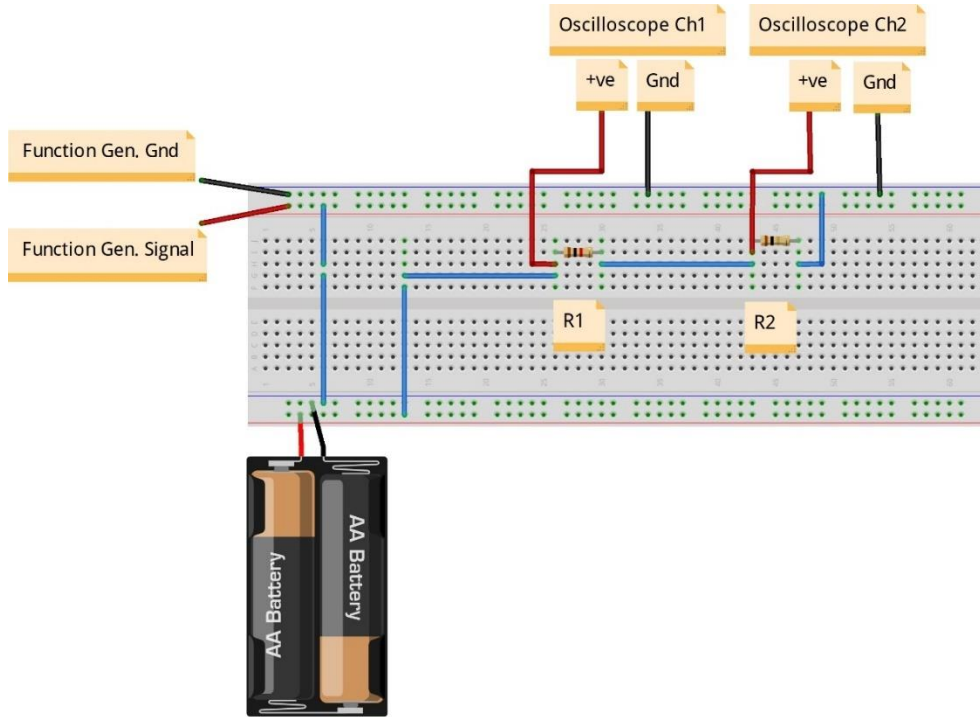 Oscilloscope Ch1
Oscilloscope Ch2
+ve
Gnd
+ve
Gnd
Function Gen. Gnd
Function Gen. Signal
R1
R2
AA Battery
AA Battery